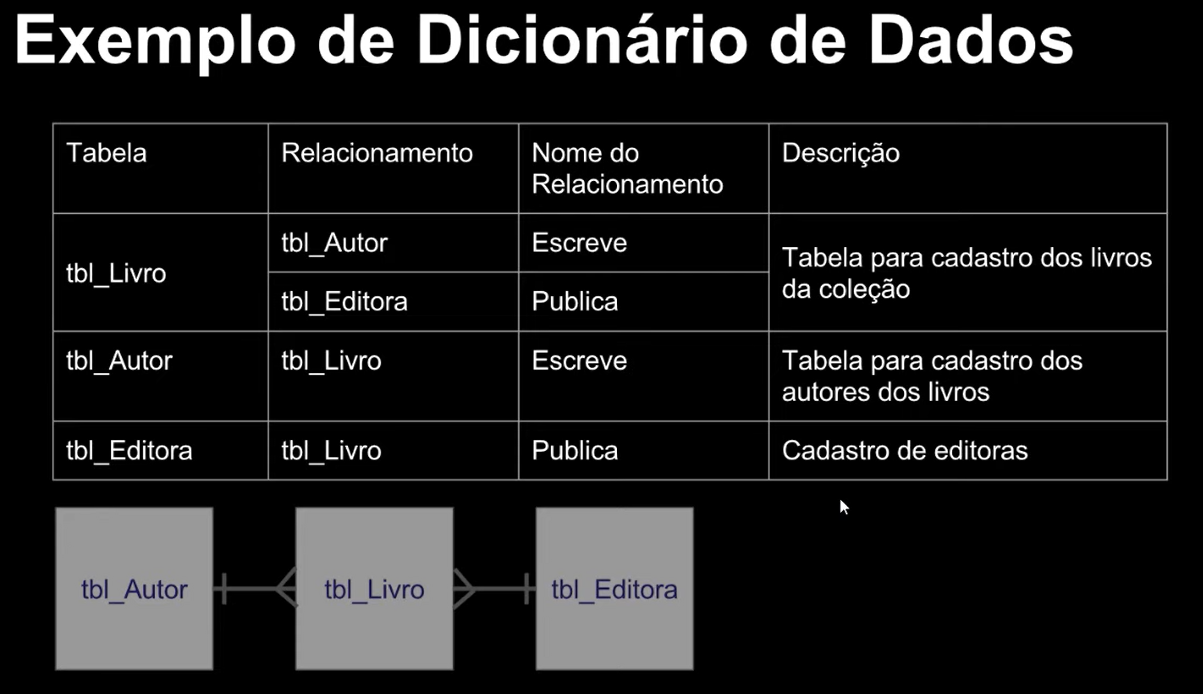 Exemplo de Dicionário de Dados
Tabela
Relacionamento
Nome do
Relacionamento
Descrição
tbl_Livro
tbl_Autor
Escreve
Tabela para cadastro dos livros
da coleção
tbl_Editora
Publica
tbl_Autor
tbl_Livro
Escreve
Tabela para cadastro dos
autores dos livros
tbl_Editora
tbl_Livro
Publica
Cadastro de editoras
tbl_Autor
tbl_Livro
tbl_Editora